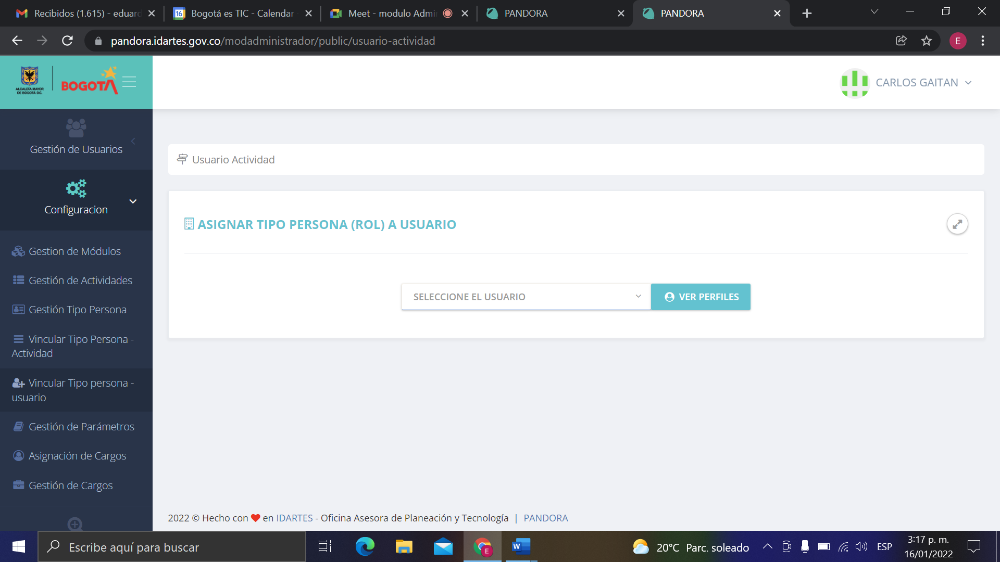 Recibidos (1.615) - eduard
Bogotá es TIC - Calendar
Meet - modulo Admi
PANDORA
PANDORA
pandora.idartes.gov.co/modadministrador/public/usuario-actividad
E
ALCALDÍA MAYOR
DE BOGOTÁ D.C.
BOGOTÁ
CARLOS GAITAN
Gestión de Usuarios
Configuracion
Gestion de Módulos
Gestión de Actividades
Gestión Tipo Persona
Vincular Tipo Persona -
Actividad
Vincular Tipo persona -
usuario
Gestión de Parámetros
Asignación de Cargos
Gestión de Cargos
Usuario Actividad
ASIGNAR TIPO PERSONA (ROL) A USUARIO
SELECCIONE EL USUARIO
VER PERFILES
2022 © Hecho con ❤ en IDARTES - Oficina Asesora de Planeación y Tecnología | PANDORA
Escribe aquí para buscar
20°C Parc. soleado
ESP
3:17 p. m.
16/01/2022